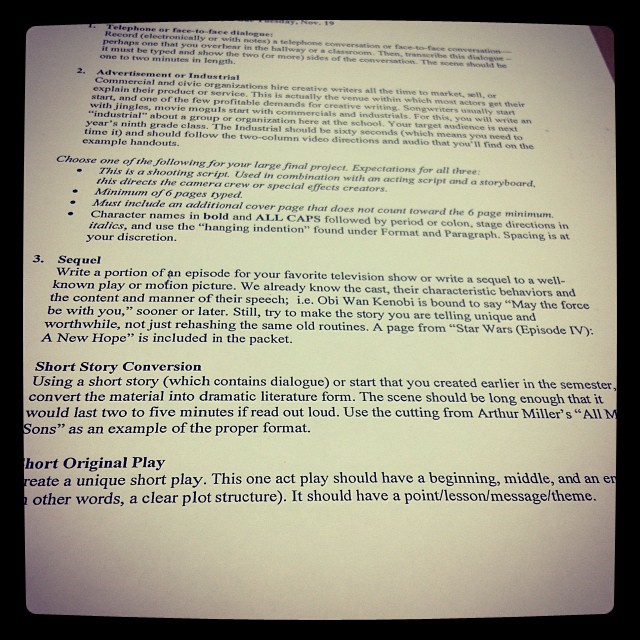 Tuesday, Nov. 19
1. Telephone or face-to-face dialogue:
Record (electronically or with notes) a telephone conversation or face-to-face conversation—
perhaps one that you overhear in the hallway or a classroom. Then, transcribe this dialogue –
it must be typed and show the two (or more) sides of the conversation. The scene should be
one to two minutes in length.
2. Advertisement or Industrial
Commercial and civic organizations hire creative writers all the time to market, sell, or
explain their product or service. This is actually the venue within which most actors get their
start, and one of the few profitable demands for creative writing. Songwriters usually start
with jingles, movie moguls start with commercials and industrials. For this, you will write an
"industrial" about a group or organization here at the school. Your target audience is next
year's ninth grade class. The Industrial should be sixty seconds (which means you need to
time it) and should follow the two-column video directions and audio that you'll find on the
example handouts.
Choose one of the following for your large final project. Expectations for all three:
• This is a shooting script. Used in combination with an acting script and a storyboard,
this directs the camera crew or special effects creators.
• Minimum of 6 pages typed.
• Must include an additional cover page that does not count toward the 6 page minimum.
• Character names in bold and ALL CAPS followed by period or colon, stage directions in
italics, and use the "hanging indention" found under Format and Paragraph. Spacing is at
your discretion.
3. Sequel
Write a portion of an episode for your favorite television show or write a sequel to a well-
known play or motion picture. We already know the cast, their characteristic behaviors and
the content and manner of their speech; i.e. Obi Wan Kenobi is bound to say "May the force
be with you," sooner or later. Still, try to make the story you are telling unique and
worthwhile, not just rehashing the same old routines. A page from "Star Wars (Episode IV):
A New Hope" is included in the packet.
Short Story Conversion
Using a short story (which contains dialogue) or start that you created earlier in the semester,
convert the material into dramatic literature form. The scene should be long enough that it
would last two to five minutes if read out loud. Use the cutting from Arthur Miller's "All M
Sons" as an example of the proper format.
hort Original Play
reate a unique short play. This one act play should have a beginning, middle, and an en
n other words, a clear plot structure). It should have a point/lesson/message/theme.